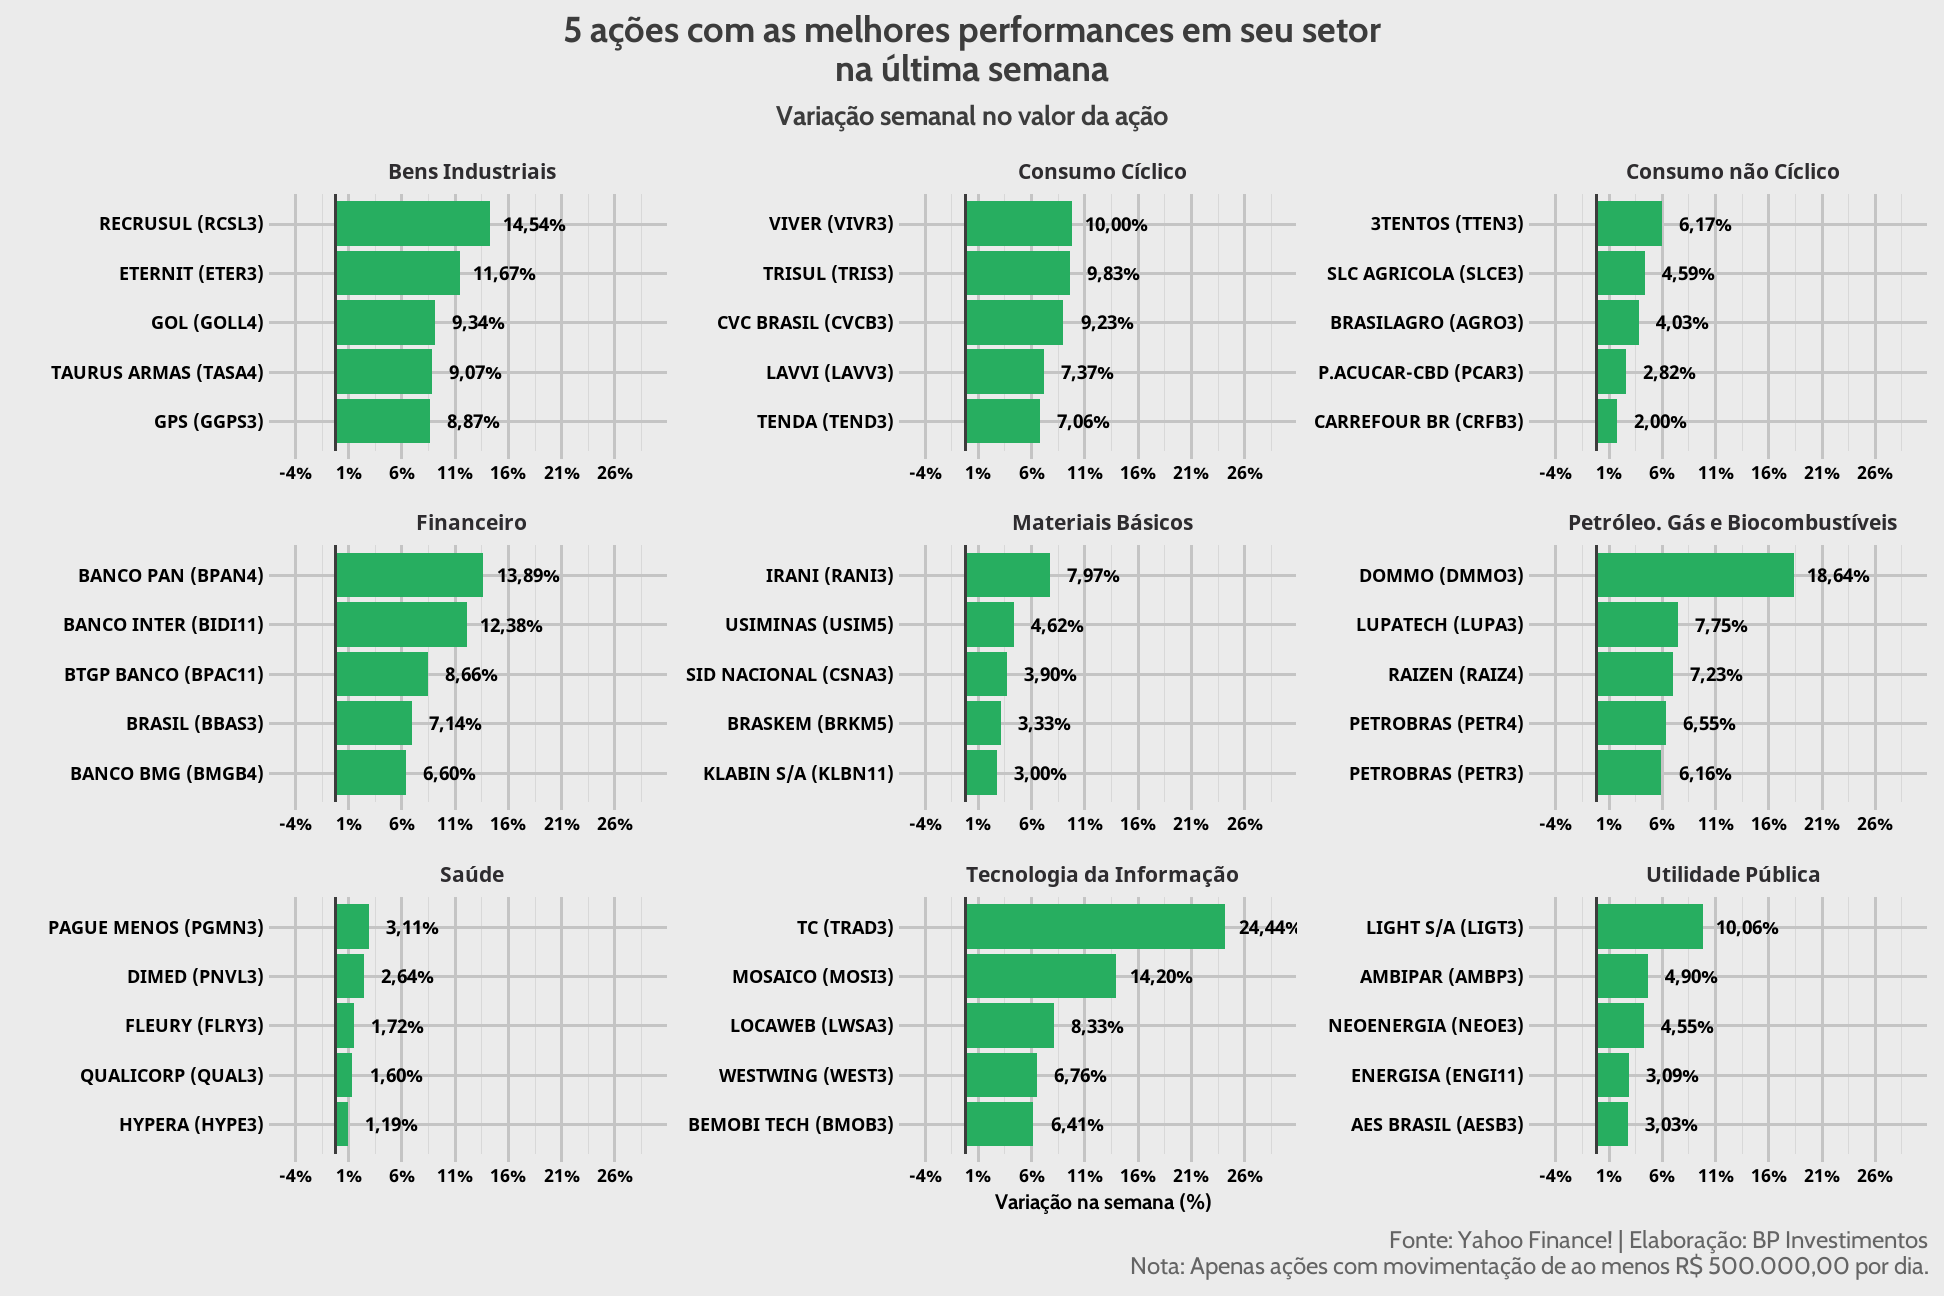 5 ações com as melhores performances em seu setor
na última semana
Variação semanal no valor da ação
Bens Industriais
RECRUSUL (RCSL3) 14,54%
ETERNIT (ETER3) 11,67%
GOL (GOLL4) 9,34%
TAURUS ARMAS (TASA4) 9,07%
GPS (GGPS3) 8,87%
-4% 1% 6% 11% 16% 21% 26%
Consumo Cíclico
VIVER (VIVR3) 10,00%
TRISUL (TRIS3) 9,83%
CVC BRASIL (CVCB3) 9,23%
LAVVI (LAVV3) 7,37%
TENDA (TEND3) 7,06%
-4% 1% 6% 11% 16% 21% 26%
Consumo não Cíclico
3TENTOS (TTEN3) 6,17%
SLC AGRICOLA (SLCE3) 4,59%
BRASILAGRO (AGRO3) 4,03%
P.ACUCAR-CBD (PCAR3) 2,82%
CARREFOUR BR (CRFB3) 2,00%
-4% 1% 6% 11% 16% 21% 26%
Financeiro
BANCO PAN (BPAN4) 13,89%
BANCO INTER (BIDI11) 12,38%
BTGP BANCO (BPAC11) 8,66%
BRASIL (BBAS3) 7,14%
BANCO BMG (BMGB4) 6,60%
-4% 1% 6% 11% 16% 21% 26%
Materiais Básicos
IRANI (RANI3) 7,97%
USIMINAS (USIM5) 4,62%
SID NACIONAL (CSNA3) 3,90%
BRASKEM (BRKM5) 3,33%
KLABIN S/A (KLBN11) 3,00%
-4% 1% 6% 11% 16% 21% 26%
Petróleo. Gás e Biocombustíveis
DOMMO (DMMO3) 18,64%
LUPATECH (LUPA3) 7,75%
RAIZEN (RAIZ4) 7,23%
PETROBRAS (PETR4) 6,55%
PETROBRAS (PETR3) 6,16%
-4% 1% 6% 11% 16% 21% 26%
Saúde
PAGUE MENOS (PGMN3) 3,11%
DIMED (PNVL3) 2,64%
FLEURY (FLRY3) 1,72%
QUALICORP (QUAL3) 1,60%
HYPERA (HYPE3) 1,19%
-4% 1% 6% 11% 16% 21% 26%
Tecnologia da Informação
TC (TRAD3) 24,44%
MOSAICO (MOSI3) 14,20%
LOCAWEB (LWSA3) 8,33%
WESTWING (WEST3) 6,76%
BEMOBI TECH (BMOB3) 6,41%
-4% 1% 6% 11% 16% 21% 26%
Utilidade Pública
LIGHT S/A (LIGT3) 10,06%
AMBIPAR (AMBP3) 4,90%
NEOENERGIA (NEOE3) 4,55%
ENERGISA (ENGI11) 3,09%
AES BRASIL (AESB3) 3,03%
-4% 1% 6% 11% 16% 21% 26%
Variação na semana (%)
Fonte: Yahoo Finance! | Elaboração: BP Investimentos
Nota: Apenas ações com movimentação de ao menos R$ 500.000,00 por dia.